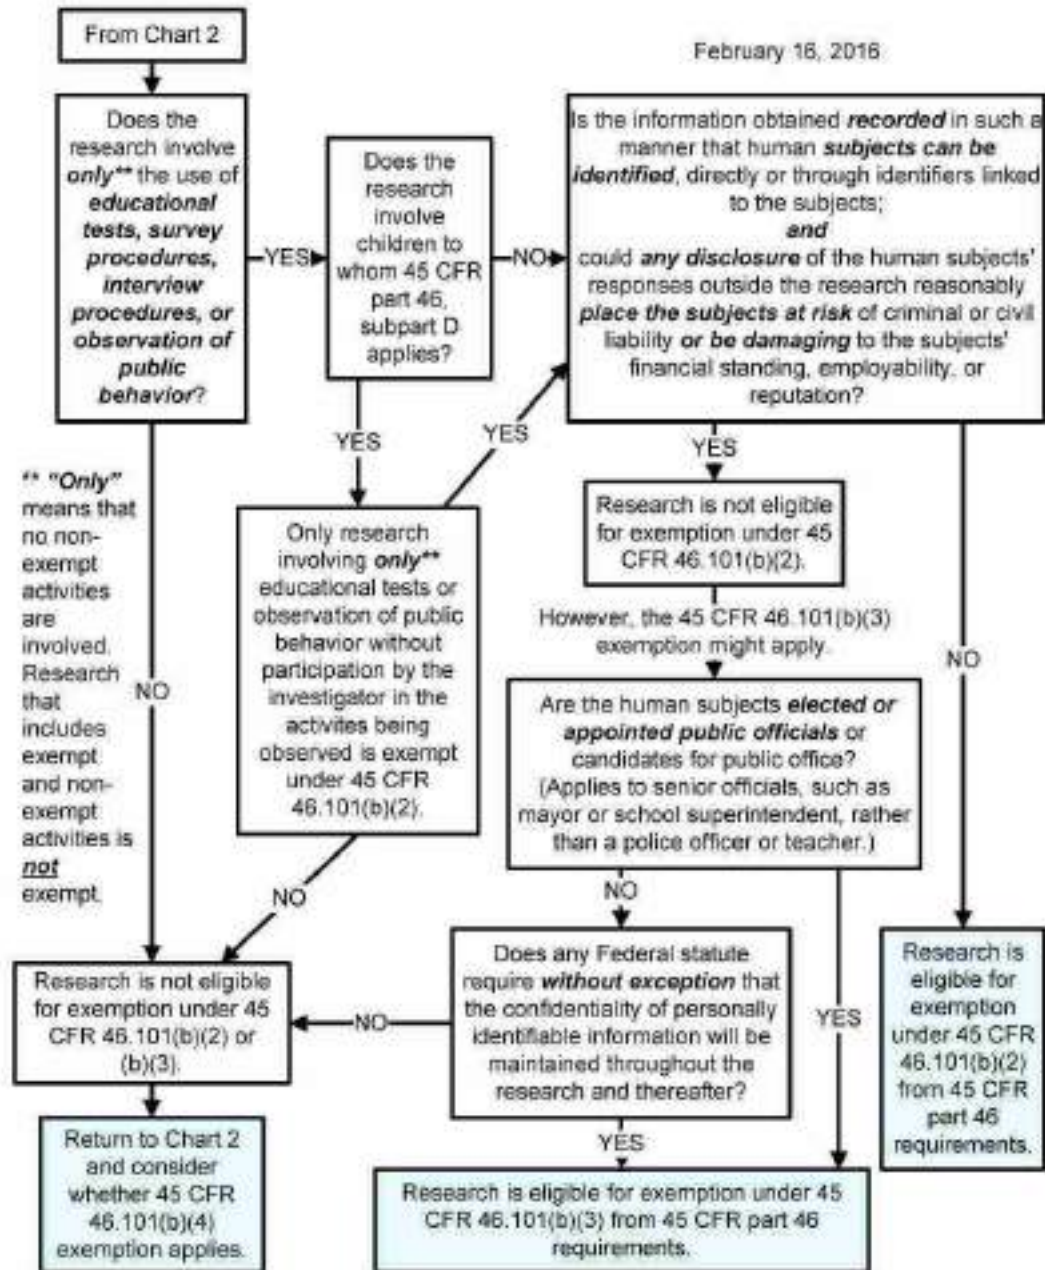 From Chart 2
February 16, 2016
Does the
research involve
only** the use of
educational
tests, survey
procedures,
interview
procedures, or
observation of
public
behavior?
YES
Does the
research
involve
children to
whom 45 CFR
part 46,
subpart D
applies?
NO
Is the information obtained recorded in such a
manner that human subjects can be
identified, directly or through identifiers linked
to the subjects;
and
could any disclosure of the human subjects'
responses outside the research reasonably
place the subjects at risk of criminal or civil
liability or be damaging to the subjects'
financial standing, employability, or
reputation?
YES
YES
YES
** "Only"
means that
no non-
exempt
activities
are
involved.
Research
that
includes
exempt
and non-
exempt
activities is
not
exempt.
NO
Only research
involving only**
educational tests or
observation of public
behavior without
participation by the
investigator in the
activites being
observed is exempt
under 45 CFR
46.101(b)(2).
Research is not eligible
for exemption under 45
CFR 46.101(b)(2).
However, the 45 CFR 46.101(b)(3)
exemption might apply.
NO
Are the human subjects elected or
appointed public officials or
candidates for public office?
(Applies to senior officials, such as
mayor or school superintendent, rather
than a police officer or teacher.)
NO
NO
Does any Federal statute
require without exception that
the confidentiality of personally
identifiable information will be
maintained throughout the
research and thereafter?
YES
Research is
eligible for
exemption
under 45 CFR
46.101(b)(2)
from 45 CFR
part 46
requirements.
Research is not eligible
for exemption under 45
CFR 46.101(b)(2) or
(b)(3).
NO
YES
Return to Chart 2
and consider
whether 45 CFR
46.101(b)(4)
exemption applies.
Research is eligible for exemption under 45
CFR 46.101(b)(3) from 45 CFR part 46
requirements.